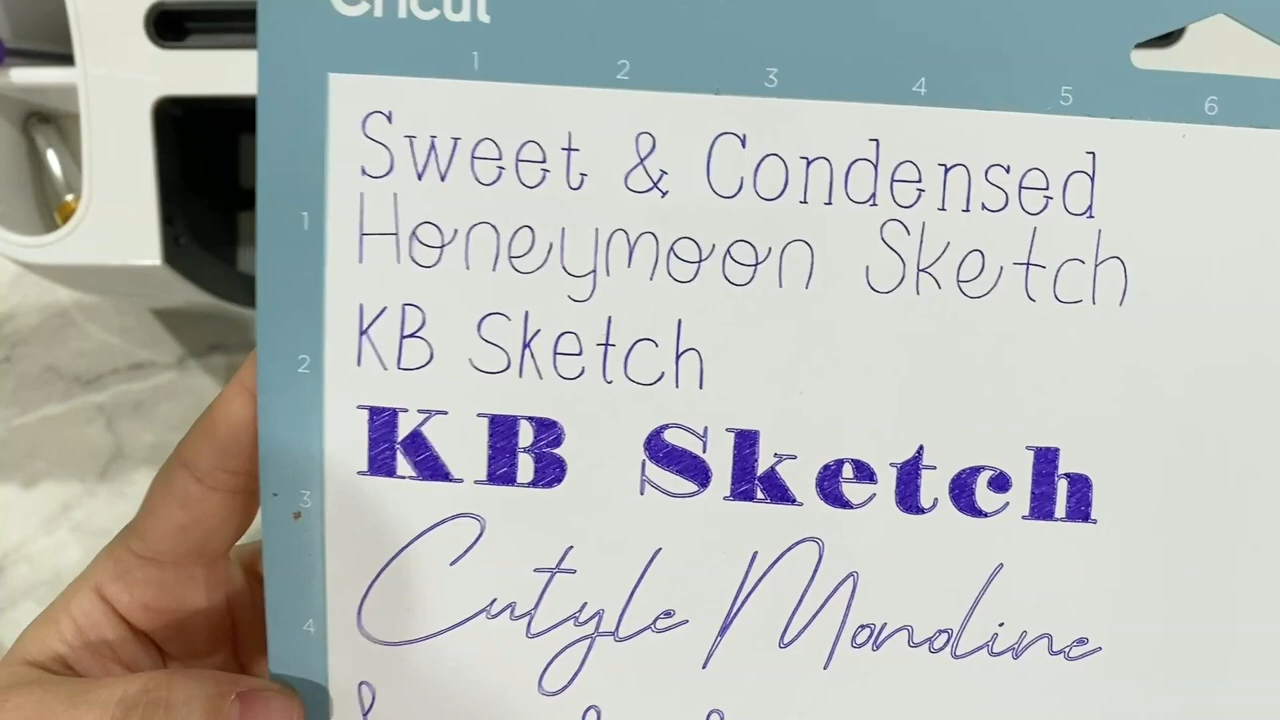 Cricut
1 2 3 4 5 6
Sweet & Condensed
1
Honeymoon Sketch
KB Sketch
2
KB Sketch
3
Cutyle Monoline
4